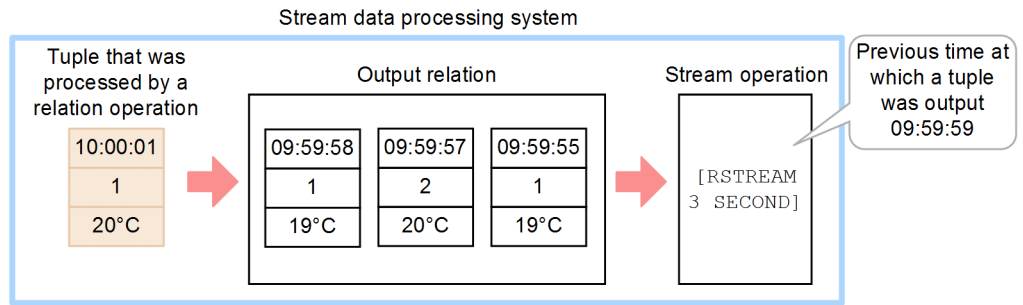 Stream data processing system
Tuple that was
processed by a
relation operation
10:00:01
1
20°C
Output relation
09:59:58
1
19°C
09:59:57
2
20°C
09:59:55
1
19°C
Stream operation
[RSTREAM
3 SECOND]
Previous time at
which a tuple
was output
09:59:59